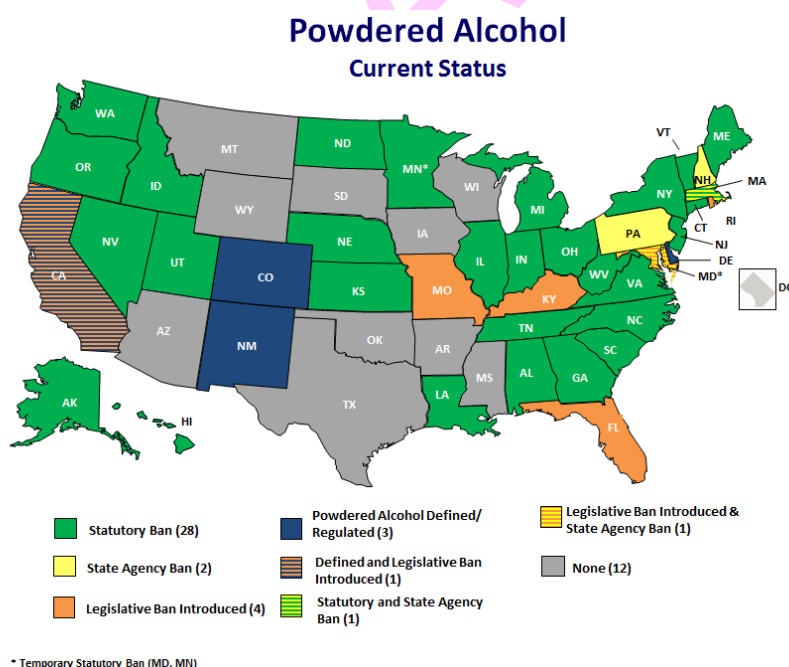 Powdered Alcohol
Current Status
WA
MT
ND
MN*
VT
ME
OR
ID
SD
WI
NH
MA
WY
MI
NY
CT
RI
NV
IA
PA
NJ
NE
OH
DE
UT
IL
IN
MD*
CA
CO
WV
VA
KS
MO
KY
NC
TN
AZ
NM
OK
AR
SC
MS
AL
GA
LA
TX
AK
HI
FL
Statutory Ban (28)
State Agency Ban (2)
Legislative Ban Introduced (4)
Powdered Alcohol Defined/
Regulated (3)
Defined and Legislative Ban
Introduced (1)
Statutory and State Agency
Ban (1)
Legislative Ban Introduced &
State Agency Ban (1)
None (12)
* Temporary Statutory Ban (MD, MN)